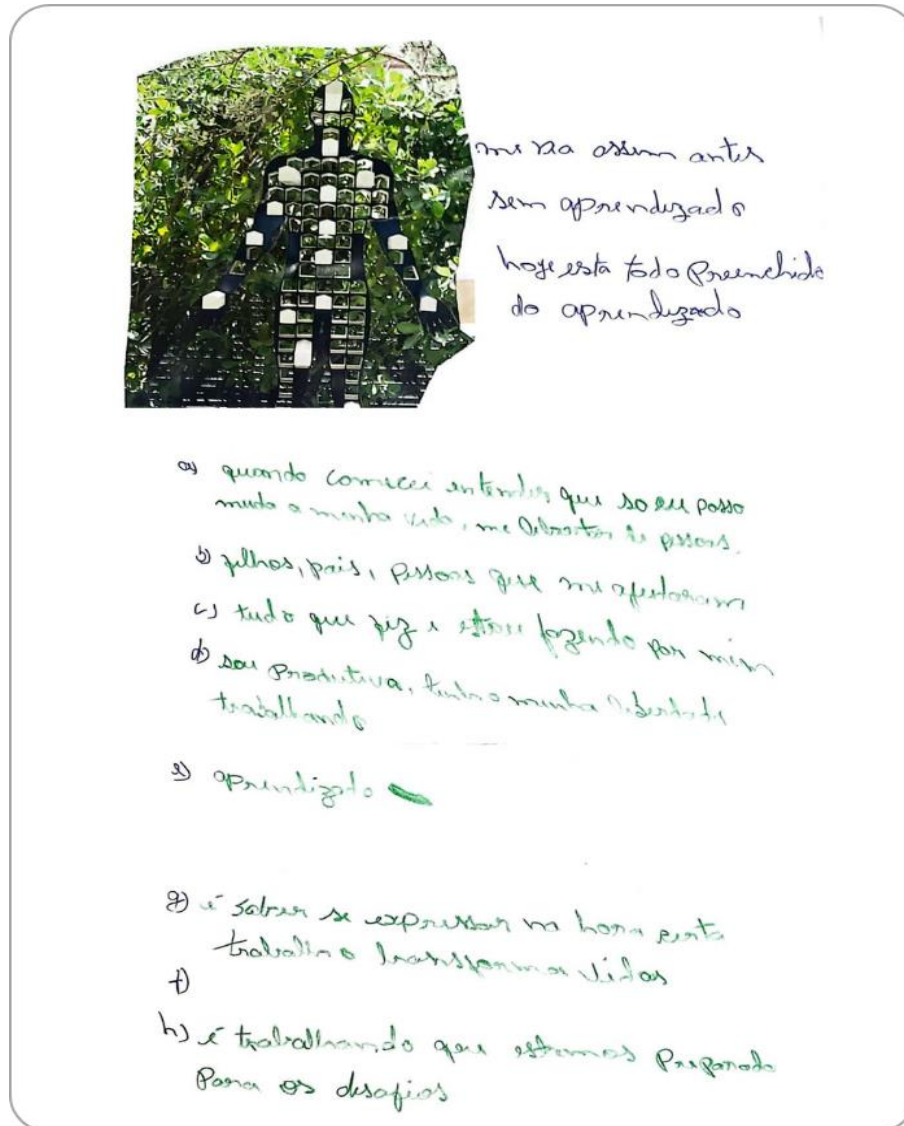 me via assim antes
sem aprendizado
hoje esta todo Preenchido
do aprendizado
a) quando comecei entender que so eu posso
muda a minha vida, me libertar de pessoas.
b) filhos, pais, Pessoas que me ajudaram
c) tudo que fiz e estou fazendo por mim
d) sou Produtiva, tenho minha liberdade
trabalhando
e) aprendizado
g) é saber se expressar na hora certa
trabalho transforma vidas
f)
h) é trabalhando que estamos Preparado
Para os desafios